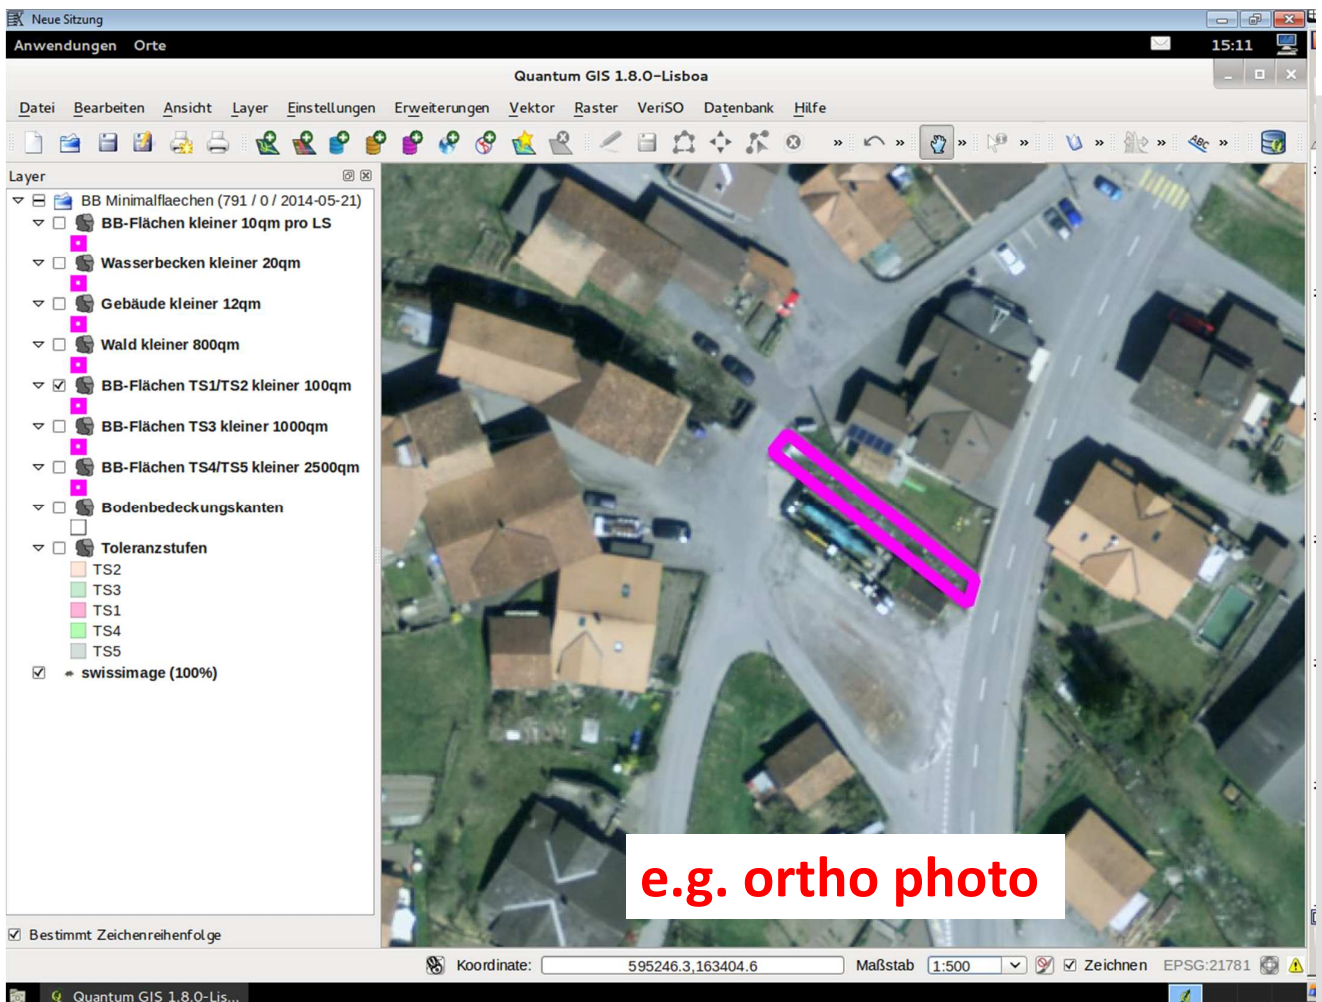 Neue Sitzung
Anwendungen Orte 15:11
Quantum GIS 1.8.0-Lisboa
Datei Bearbeiten Ansicht Layer Einstellungen Erweiterungen Vektor Raster VeriSO Datenbank Hilfe
ABC
Layer
BB Minimalflaechen (791 / 0 / 2014-05-21)
BB-Flächen kleiner 10qm pro LS
Wasserbecken kleiner 20qm
Gebäude kleiner 12qm
Wald kleiner 800qm
BB-Flächen TS1/TS2 kleiner 100qm
BB-Flächen TS3 kleiner 1000qm
BB-Flächen TS4/TS5 kleiner 2500qm
Bodenbedeckungskanten
Toleranzstufen
TS2
TS3
TS1
TS4
TS5
swissimage (100%)
e.g. ortho photo
Bestimmt Zeichenreihenfolge
Koordinate: 595246.3,163404.6 Maßstab 1:500 Zeichnen EPSG:21781
Quantum GIS 1.8.0-Lis...